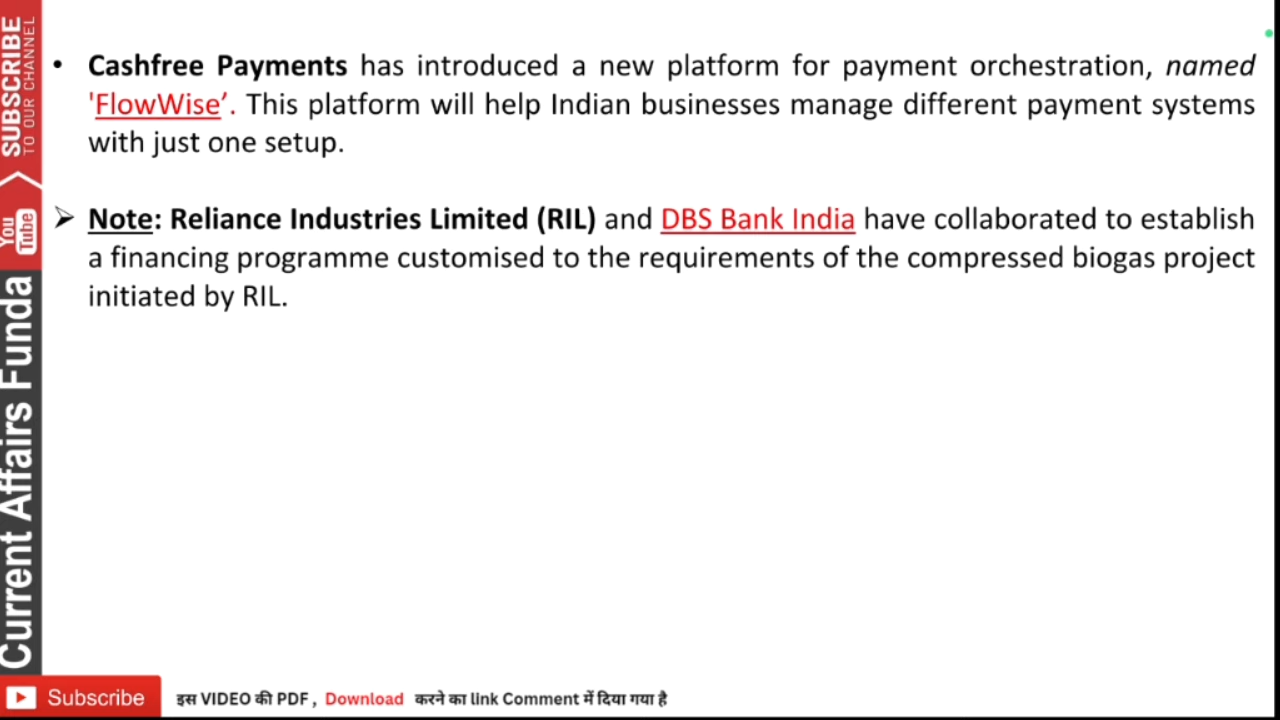 SUBSCRIBE
TO OUR CHANNEL
You
Tube
Current Affairs Funda
• Cashfree Payments has introduced a new platform for payment orchestration, named
'FlowWise’. This platform will help Indian businesses manage different payment systems
with just one setup.
➢ Note: Reliance Industries Limited (RIL) and DBS Bank India have collaborated to establish
a financing programme customised to the requirements of the compressed biogas project
initiated by RIL.
Subscribe इस VIDEO की PDF , Download करने का link Comment में दिया गया है